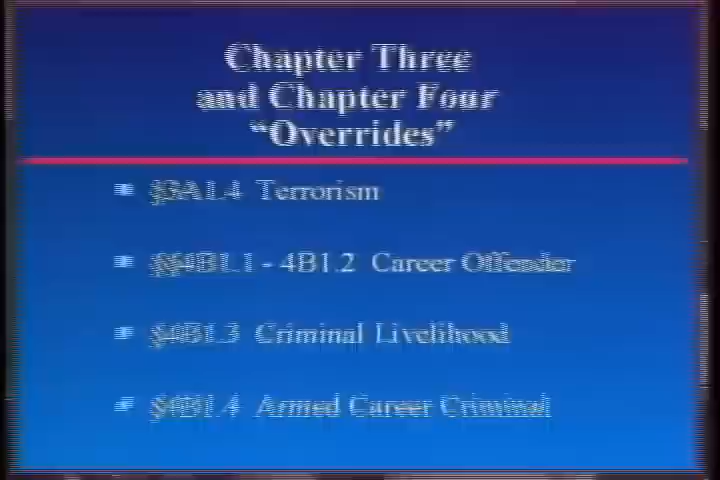 Chapter Three
and Chapter Four
“Overrides”
§3A1.4 Terrorism
§§4B1.1 - 4B1.2 Career Offender
§4B1.3 Criminal Livelihood
§4B1.4 Armed Career Criminal